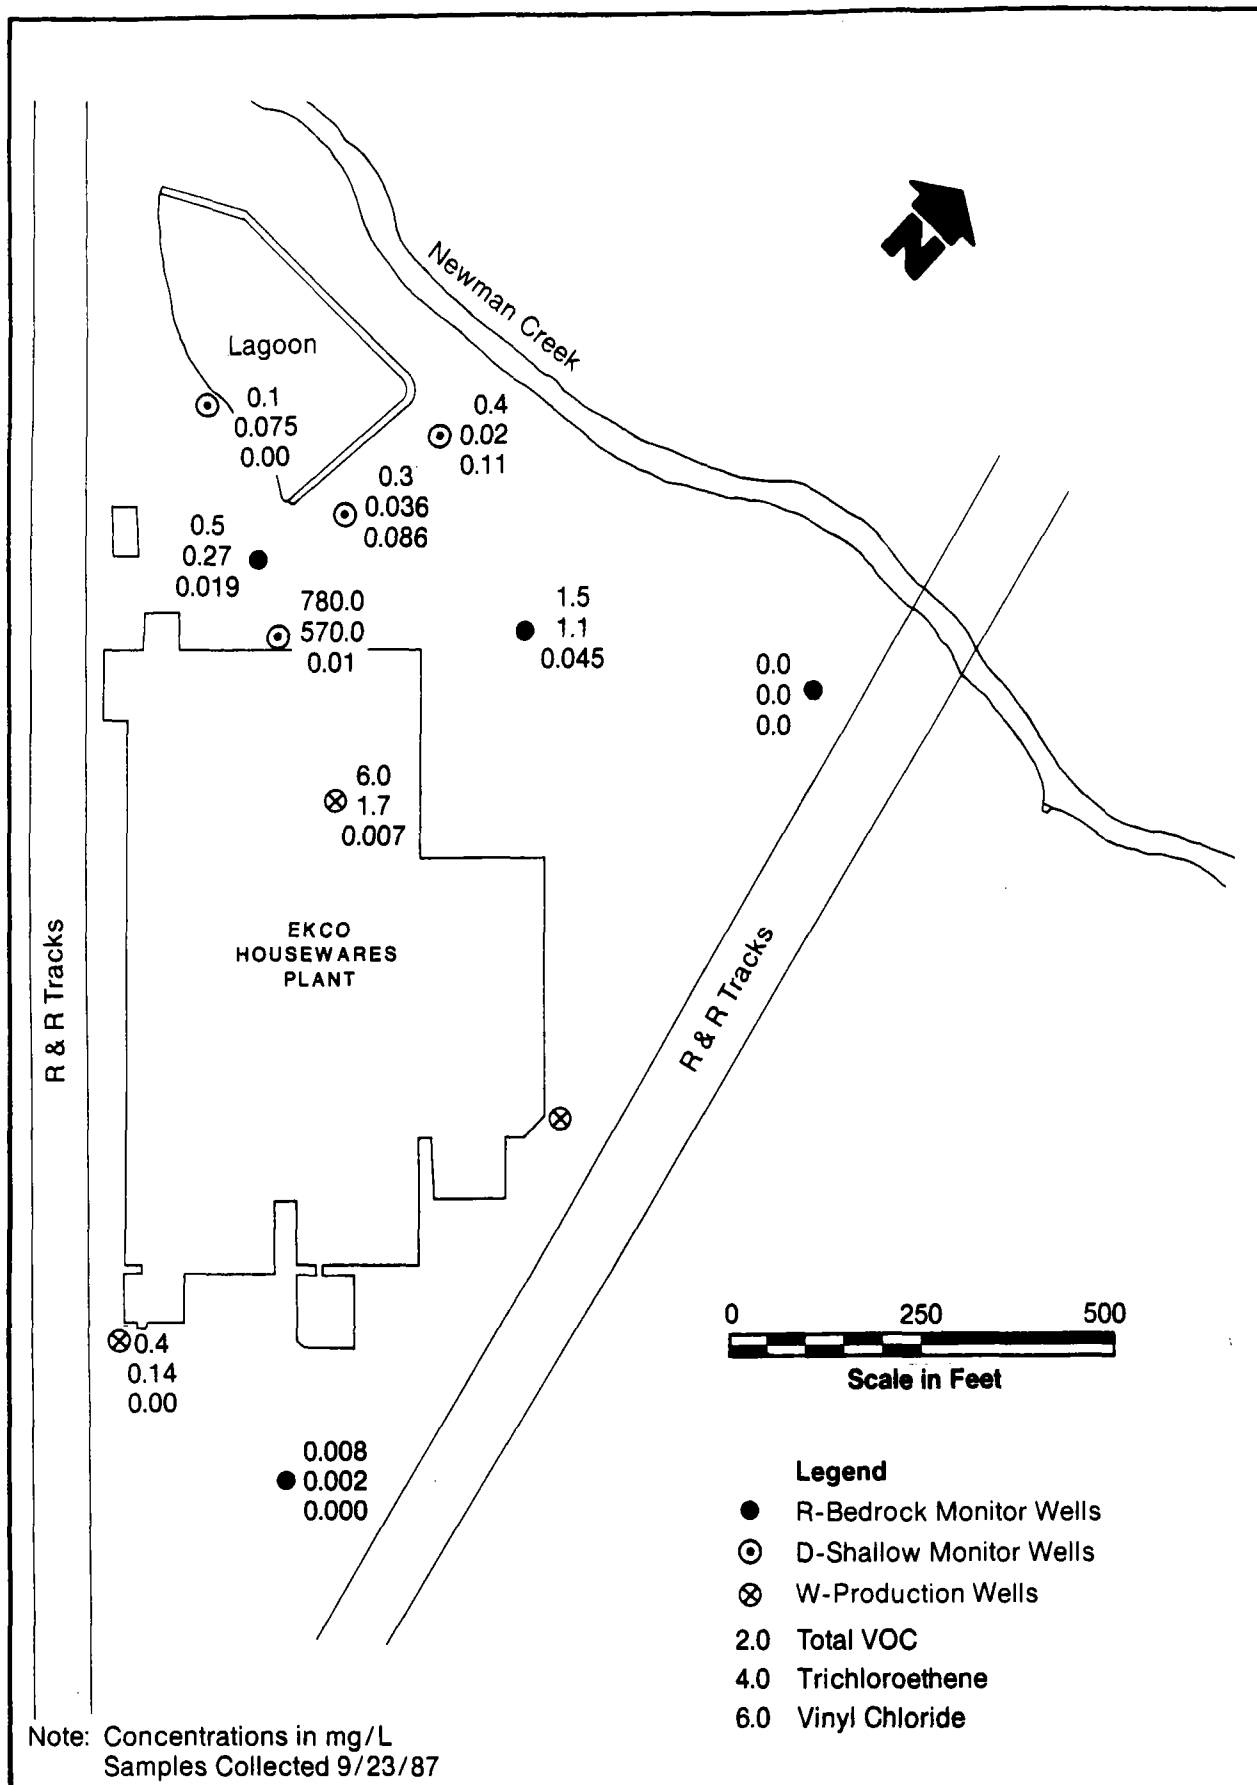 N
Newman Creek
Lagoon
0.1
0.075
0.00
0.4
0.02
0.11
0.3
0.036
0.086
0.5
0.27
0.019
780.0
570.0
0.01
1.5
1.1
0.045
0.0
0.0
0.0
6.0
1.7
0.007
EKCO
HOUSEWARES
PLANT
R & R Tracks
R & R Tracks
0.4
0.14
0.00
0.008
0.002
0.000
0 250 500
Scale in Feet
Legend
R-Bedrock Monitor Wells
D-Shallow Monitor Wells
W-Production Wells
2.0 Total VOC
4.0 Trichloroethene
6.0 Vinyl Chloride
Note: Concentrations in mg/L
Samples Collected 9/23/87